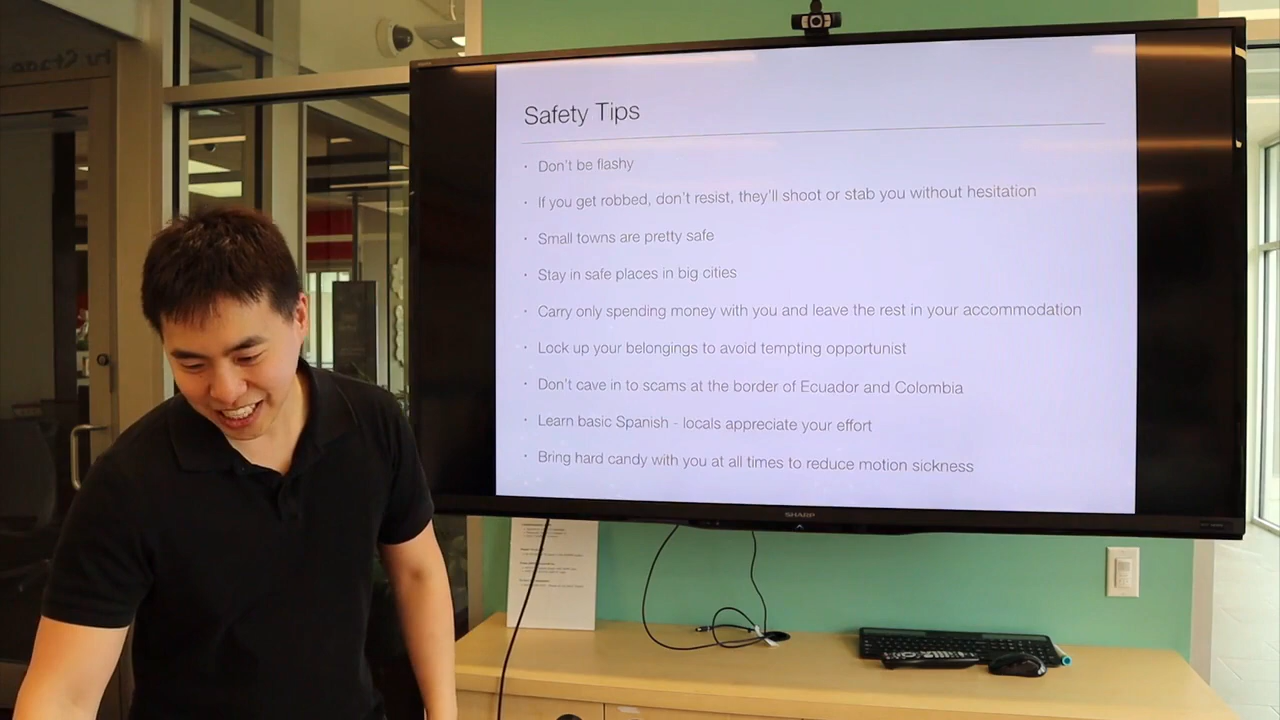 Safety Tips
· Don't be flashy
· If you get robbed, don't resist, they'll shoot or stab you without hesitation
· Small towns are pretty safe
· Stay in safe places in big cities
· Carry only spending money with you and leave the rest in your accommodation
· Lock up your belongings to avoid tempting opportunist
· Don't cave in to scams at the border of Ecuador and Colombia
· Learn basic Spanish - locals appreciate your effort
· Bring hard candy with you at all times to reduce motion sickness
SHARP